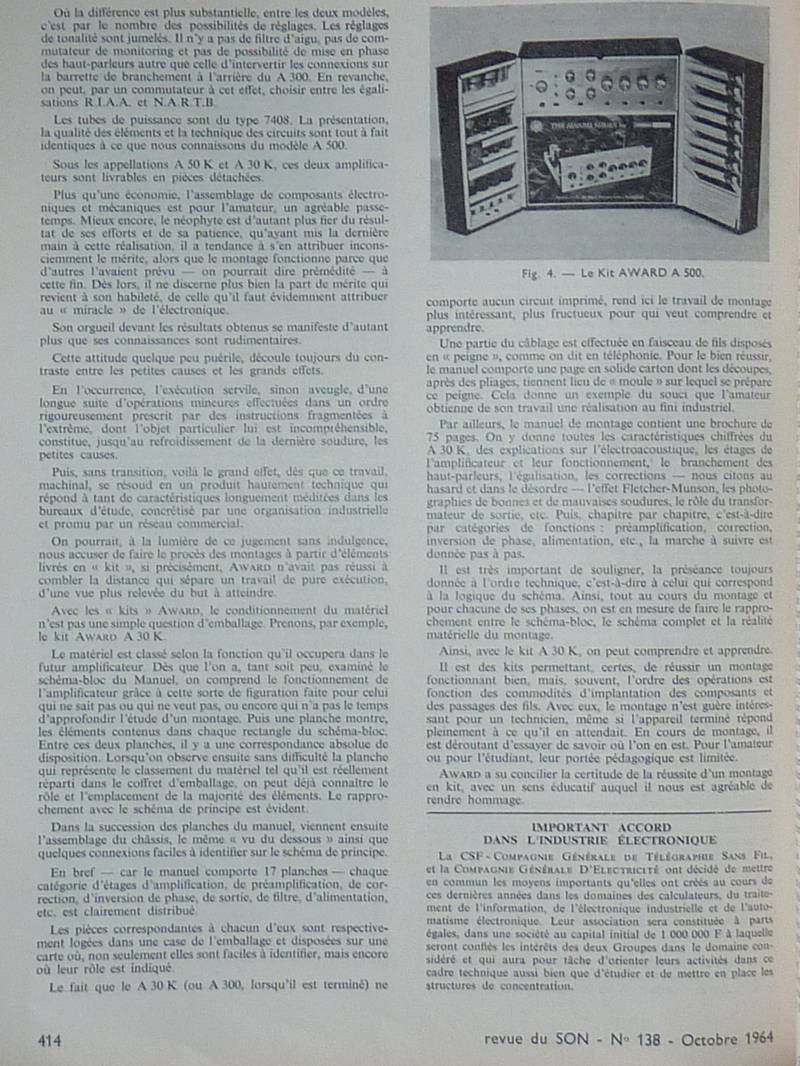 Où la différence est plus substantielle, entre les deux modèles,
c'est par le nombre des possibilités de réglages. Les réglages
de tonalité sont jumelés. Il n'y a pas de filtre d'aigu, pas de com-
mutateur de monitoring et pas de possibilité de mise en phase
des haut-parleurs autre que celle d'intervertir les connexions sur
la barrette de branchement à l'arrière du A 300. En revanche,
on peut, par un commutateur à cet effet, choisir entre les égali-
sations R.I.A.A. et N.A.R.T.B.
Les tubes de puissance sont du type 7408. La présentation,
la qualité des éléments et la technique des circuits sont tout à fait
identiques à ce que nous connaissons du modèle A 500.
Sous les appellations A 50 K et A 30 K, ces deux amplifica-
teurs sont livrables en pièces détachées.
Plus qu'une économie, l'assemblage de composants électro-
niques et mécaniques est pour l'amateur, un agréable passe-
temps. Mieux encore, le néophyte est d'autant plus fier du résul-
tat de ses efforts et de sa patience, qu'ayant mis la dernière
main à cette réalisation, il a tendance à s'en attribuer incons-
ciemment le mérite, alors que le montage fonctionne parce que
d'autres l'avaient prévu — on pourrait dire prémédité — à
cette fin. Dès lors, il ne discerne plus bien la part de mérite qui
revient à son habileté, de celle qu'il faut évidemment attribuer
au « miracle » de l'électronique.
Son orgueil devant les résultats obtenus se manifeste d'autant
plus que ses connaissances sont rudimentaires.
Cette attitude quelque peu puérile, découle toujours du con-
traste entre les petites causes et les grands effets.
En l'occurrence, l'exécution servile, sinon aveugle, d'une
longue suite d'opérations mineures effectuées dans un ordre
rigoureusement prescrit par des instructions fragmentées à
l'extrême, dont l'objet particulier lui est incompréhensible,
constitue, jusqu'au refroidissement de la dernière soudure, les
petites causes.
Puis, sans transition, voilà le grand effet, dès que ce travail,
machinal, se résoud en un produit hautement technique qui
répond à tant de caractéristiques longuement méditées dans les
bureaux d'étude, concrétisé par une organisation industrielle
et promu par un réseau commercial.
On pourrait, à la lumière de ce jugement sans indulgence,
nous accuser de faire le procès des montages à partir d'éléments
livrés en « kit », si précisément, AWARD n'avait pas réussi à
combler la distance qui sépare un travail de pure exécution,
d'une vue plus relevée du but à atteindre.
Avec les « kits » AWARD, le conditionnement du matériel
n'est pas une simple question d'emballage. Prenons, par exemple,
le kit AWARD A 30 K.
Le matériel est classé selon la fonction qu'il occupera dans le
futur amplificateur. Dès que l'on a, tant soit peu, examiné le
schéma-bloc du Manuel, on comprend le fonctionnement de
l'amplificateur grâce à cette sorte de figuration faite pour celui
qui ne sait pas ou qui ne veut pas, ou encore qui n'a pas le temps
d'approfondir l'étude d'un montage. Puis une planche montre,
les éléments contenus dans chaque rectangle du schéma-bloc.
Entre ces deux planches, il y a une correspondance absolue de
disposition. Lorsqu'on observe ensuite sans difficulté la planche
qui représente le classement du matériel tel qu'il est réellement
réparti dans le coffret d'emballage, on peut déjà connaître le
rôle et l'emplacement de la majorité des éléments. Le rappro-
chement avec le schéma de principe est évident.
Dans la succession des planches du manuel, viennent ensuite
l'assemblage du châssis, le même « vu du dessous » ainsi que
quelques connexions faciles à identifier sur le schéma de principe.
En bref — car le manuel comporte 17 planches — chaque
catégorie d'étages d'amplification, de préamplification, de cor-
rection, d'inversion de phase, de sortie, de filtre, d'alimentation,
etc. est clairement distribué.
Les pièces correspondantes à chacun d'eux sont respective-
ment logées dans une case de l'emballage et disposées sur une
carte où, non seulement elles sont faciles à identifier, mais encore
où leur rôle est indiqué.
Le fait que le A 30 K (ou A 300, lorsqu'il est terminé) ne
THE AWARD SERIES
Fig. 4. — Le Kit AWARD A 500.
comporte aucun circuit imprimé, rend ici le travail de montage
plus intéressant, plus fructueux pour qui veut comprendre et
apprendre.
Une partie du câblage est effectuée en faisceau de fils disposés
en « peigne », comme on dit en téléphonie. Pour le bien réussir,
le manuel comporte une page en solide carton dont les découpes,
après des pliages, tiennent lieu de « moule » sur lequel se prépare
ce peigne. Cela donne un exemple du souci que l'amateur
obtienne de son travail une réalisation au fini industriel.
Par ailleurs, le manuel de montage contient une brochure de
75 pages. On y donne toutes les caractéristiques chiffrées du
A 30 K, des explications sur l'électroacoustique, les étages de
l'amplificateur et leur fonctionnement, le branchement des
haut-parleurs, l'égalisation, les corrections — nous citons au
hasard et dans le désordre — l'effet Fletcher-Munson, les photo-
graphies de bonnes et de mauvaises soudures, le rôle du transfor-
mateur de sortie, etc. Puis, chapitre par chapitre, c'est-à-dire
par catégories de fonctions : préamplification, correction,
inversion de phase, alimentation, etc., la marche à suivre est
donnée pas à pas.
Il est très important de souligner, la préséance toujours
donnée à l'ordre technique, c'est-à-dire à celui qui correspond
à la logique du schéma. Ainsi, tout au cours du montage et
pour chacune de ses phases, on est en mesure de faire le rappro-
chement entre le schéma-bloc, le schéma complet et la réalité
matérielle du montage.
Ainsi, avec le kit A 30 K, on peut comprendre et apprendre.
Il est des kits permettant, certes, de réussir un montage
fonctionnant bien, mais, souvent, l'ordre des opérations est
fonction des commodités d'implantation des composants et
des passages des fils. Avec eux, le montage n'est guère intéres-
sant pour un technicien, même si l'appareil terminé répond
pleinement à ce qu'il en attendait. En cours de montage, il
est déroutant d'essayer de savoir où l'on en est. Pour l'amateur
ou pour l'étudiant, leur portée pédagogique est limitée.
AWARD a su concilier la certitude de la réussite d'un montage
en kit, avec un sens éducatif auquel il nous est agréable de
rendre hommage.
IMPORTANT ACCORD
DANS L'INDUSTRIE ÉLECTRONIQUE
La CSF - COMPAGNIE GÉNÉRALE DE TÉLÉGRAPHIE SANS FIL,
et la COMPAGNIE GÉNÉRALE D'ELECTRICITÉ ont décidé de mettre
en commun les moyens importants qu'elles ont créés au cours de
ces dernières années dans les domaines des calculateurs, du traite-
ment de l'information, de l'électronique industrielle et de l'auto-
matisme électronique. Leur association sera constituée à parts
égales, dans une société au capital initial de 1 000 000 F à laquelle
seront confiés les intérêts des deux Groupes dans le domaine con-
sidéré et qui aura pour tâche d'orienter leurs activités dans ce
cadre technique aussi bien que d'étudier et de mettre en place les
structures de concentration.
414
revue du SON - N° 138 - Octobre 1964